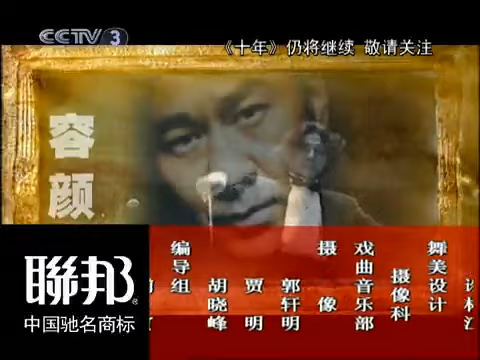 CCTV 3
《十年》仍将继续 敬请关注
容颜
聯邦®
中国驰名商标
编导组
胡晓峰
贾明
郭轩明
摄像
戏曲音乐部
摄像科
舞美设计